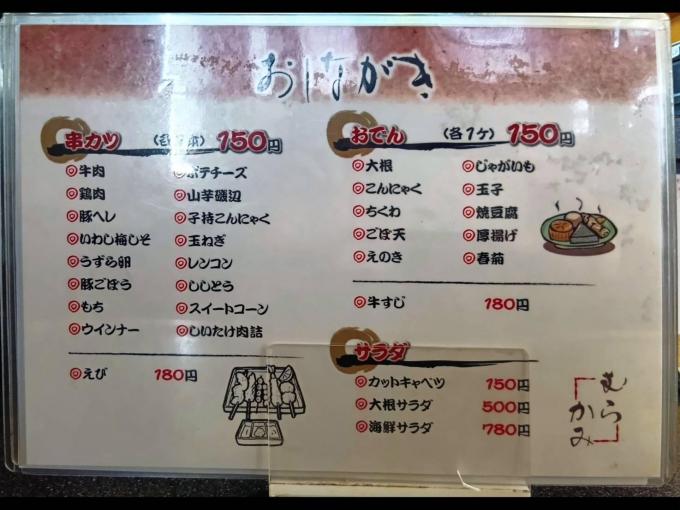 おしながき
串カツ (各1本) 150円
◎牛肉
◎鶏肉
◎豚ヘレ
◎いわし梅しそ
◎うずら卵
◎豚ごぼう
◎もち
◎ウインナー
◎ポテチーズ
◎山芋磯辺
◎子持こんにゃく
◎玉ねぎ
◎レンコン
◎ししとう
◎スイートコーン
◎しいたけ肉詰
◎えび 180円
おでん (各1ケ) 150円
◎大根
◎こんにゃく
◎ちくわ
◎ごぼ天
◎えのき
◎じゃがいも
◎玉子
◎焼豆腐
◎厚揚げ
◎春菊
◎牛すじ 180円
サラダ
◎カットキャベツ 150円
◎大根サラダ 500円
◎海鮮サラダ 780円
むら
かみ